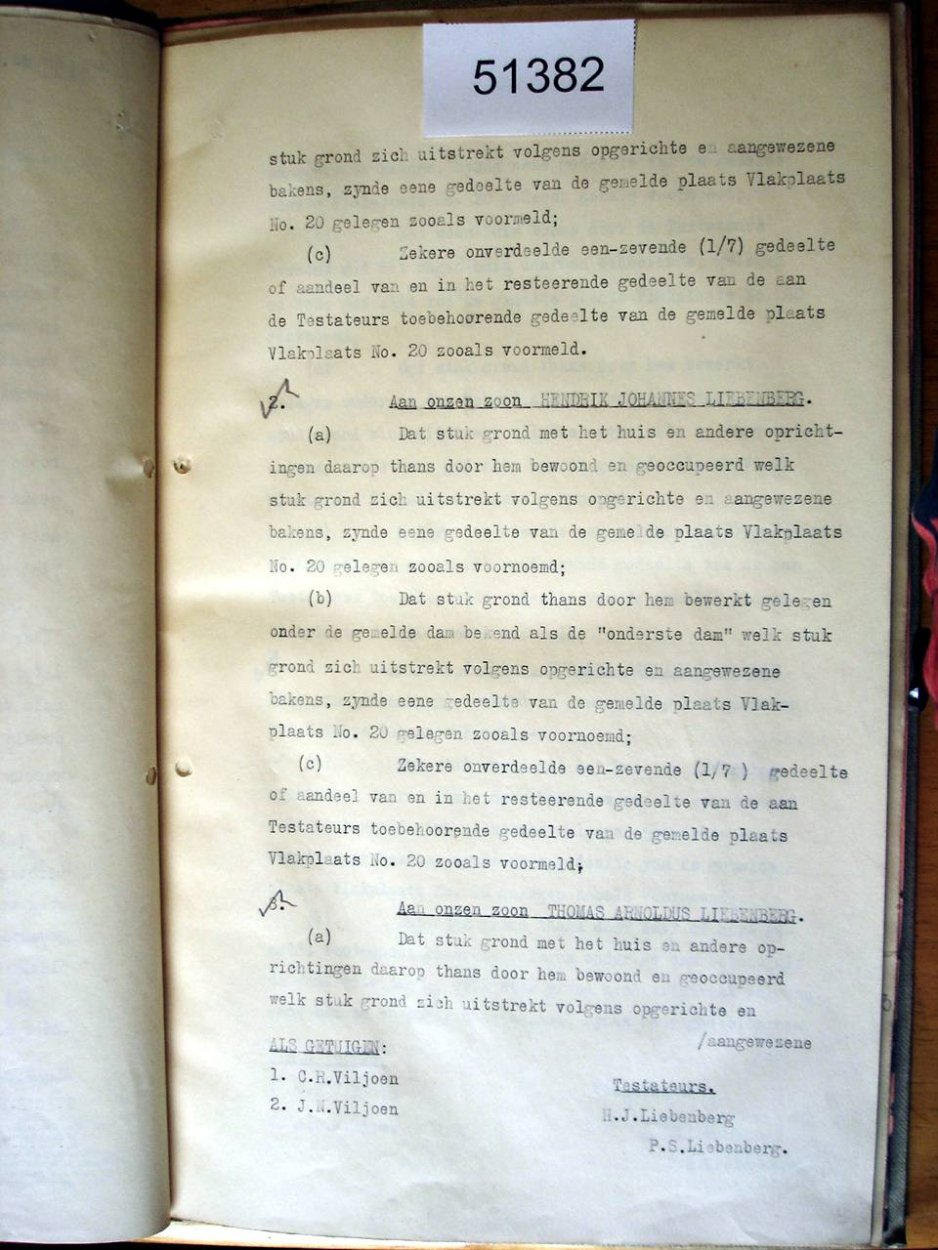 51382
stuk grond zich uitstrekt volgens opgerichte en aangewezene
bakens, zynde eene gedeelte van de gemelde plaats Vlakplaats
No. 20 gelegen zooals voormeld;
(c) Zekere onverdeelde een-zevende (1/7) gedeelte
of aandeel van en in het resteerende gedeelte van de aan
de Testateurs toebehoorende gedeelte van de gemelde plaats
Vlakplaats No. 20 zooals voormeld.
2. Aan onzen zoon HENDRIK JOHANNES LIEBENBERG.
(a) Dat stuk grond met het huis en andere opricht-
ingen daarop thans door hem bewoond en geoccupeerd welk
stuk grond zich uitstrekt volgens opgerichte en aangewezene
bakens, zynde eene gedeelte van de gemelde plaats Vlakplaats
No. 20 gelegen zooals voornoemd;
(b) Dat stuk grond thans door hem bewerkt gelegen
onder de gemelde dam bekend als de "onderste dam" welk stuk
grond zich uitstrekt volgens opgerichte en aangewezene
bakens, zynde eene gedeelte van de gemelde plaats Vlak-
plaats No. 20 gelegen zooals voornoemd;
(c) Zekere onverdeelde een-zevende (1/7 ) gedeelte
of aandeel van en in het resteerende gedeelte van de aan
Testateurs toebehoorende gedeelte van de gemelde plaats
Vlakplaats No. 20 zooals voormeld;
3. Aan onzen zoon THOMAS ARNOLDUS LIEBENBERG.
(a) Dat stuk grond met het huis en andere op-
richtingen daarop thans door hem bewoond en geoccupeerd
welk stuk grond zich uitstrekt volgens opgerichte en
/aangewezene
ALS GETUIGEN:
1. C.H.Viljoen
2. J.N.Viljoen
Testateurs.
H.J.Liebenberg
P.S.Liebenberg.